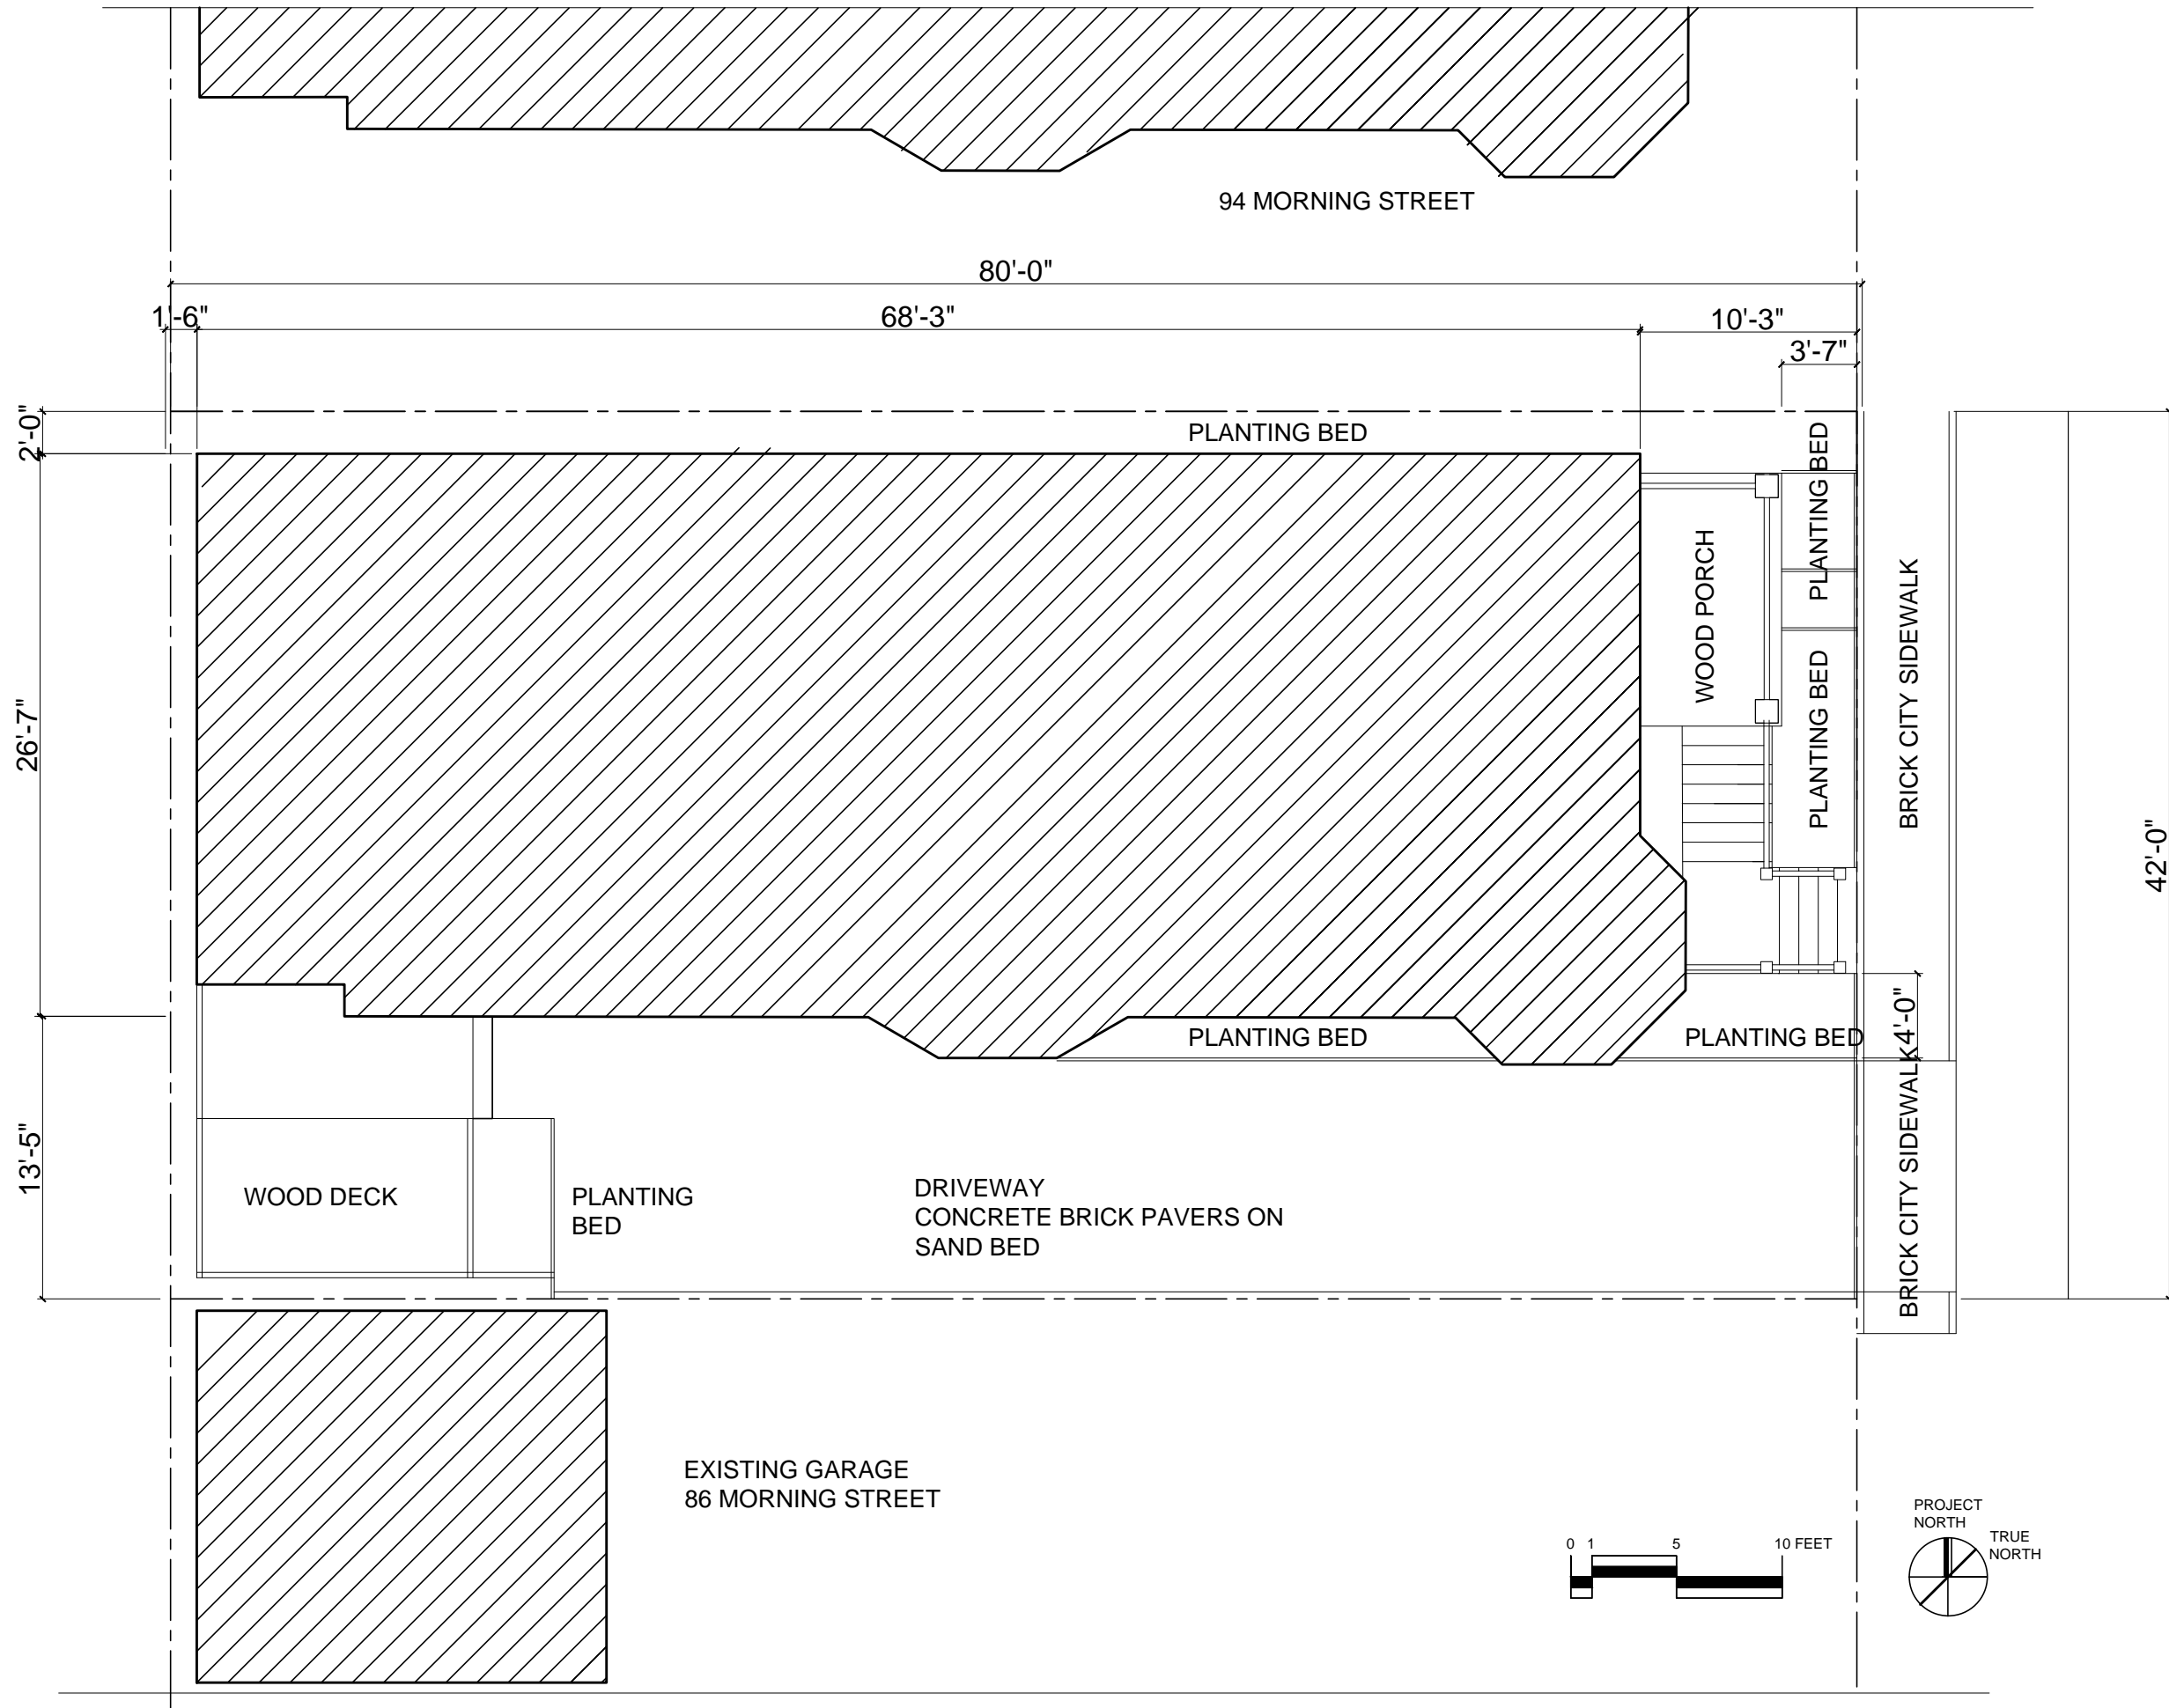 94 MORNING STREET
80'-0"
1'-6"
68'-3"
10'-3"
3'-7"
2'-0"
PLANTING BED
PLANTING BED
WOOD PORCH
BRICK CITY SIDEWALK
PLANTING BED
26'-7"
42'-0"
PLANTING BED
PLANTING BED
4'-0"
BRICK CITY SIDEWALK
13'-5"
WOOD DECK
PLANTING
BED
DRIVEWAY
CONCRETE BRICK PAVERS ON
SAND BED
EXISTING GARAGE
86 MORNING STREET
0 1 5 10 FEET
PROJECT
NORTH
TRUE
NORTH